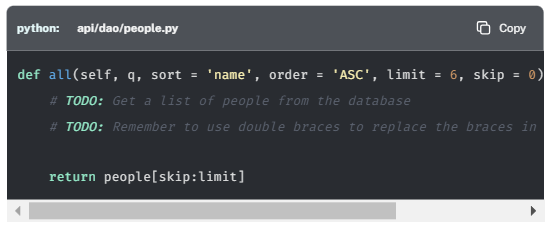 python: api/dao/people.py Copy
def all(self, q, sort = 'name', order = 'ASC', limit = 6, skip = 0)
# TODO: Get a list of people from the database
# TODO: Remember to use double braces to replace the braces in
return people[skip:limit]